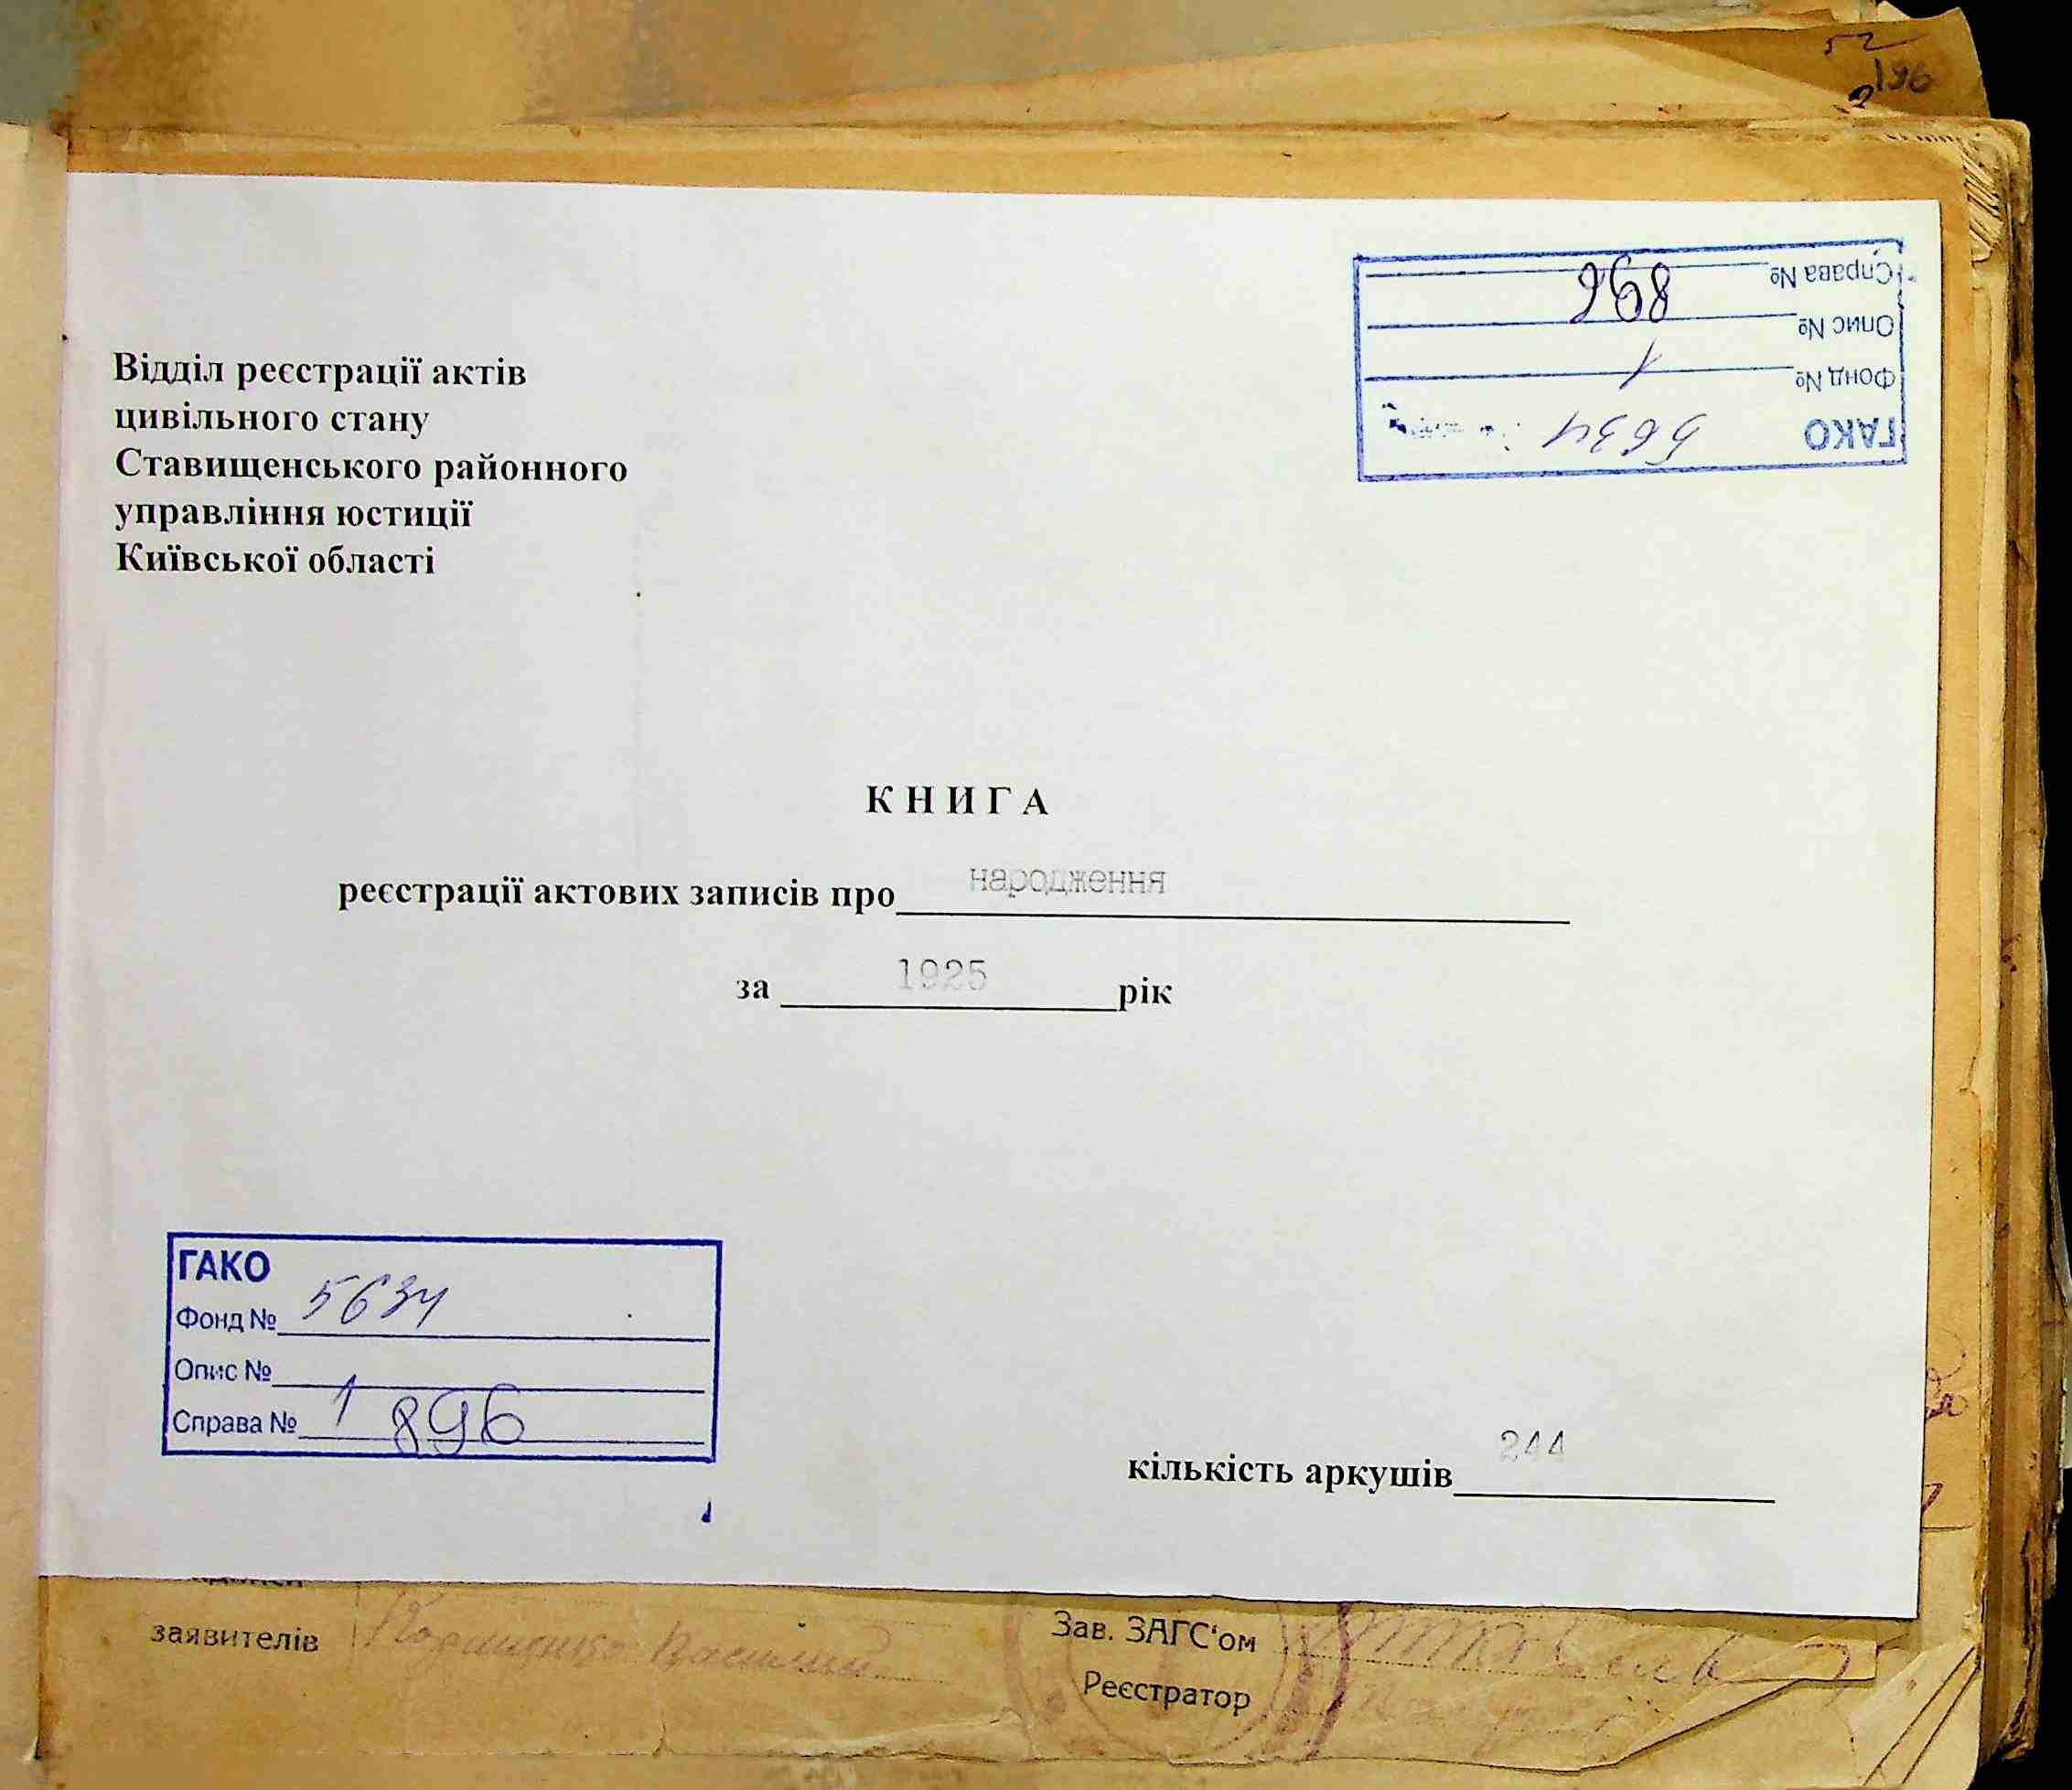 52
196
Відділ реєстрації актів
цивільного стану
Ставищенського районного
управління юстиції
Київської області
ГАКО 5634
Фонд № 1
Опис № 896
Справа №
КНИГА
реєстрації актових записів про народження
за 1925 рік
ГАКО
Фонд № 5634
Опис № 1
Справа № 896
кількість аркушів 244
заявителів
Зав. ЗАГС'ом
Реєстратор